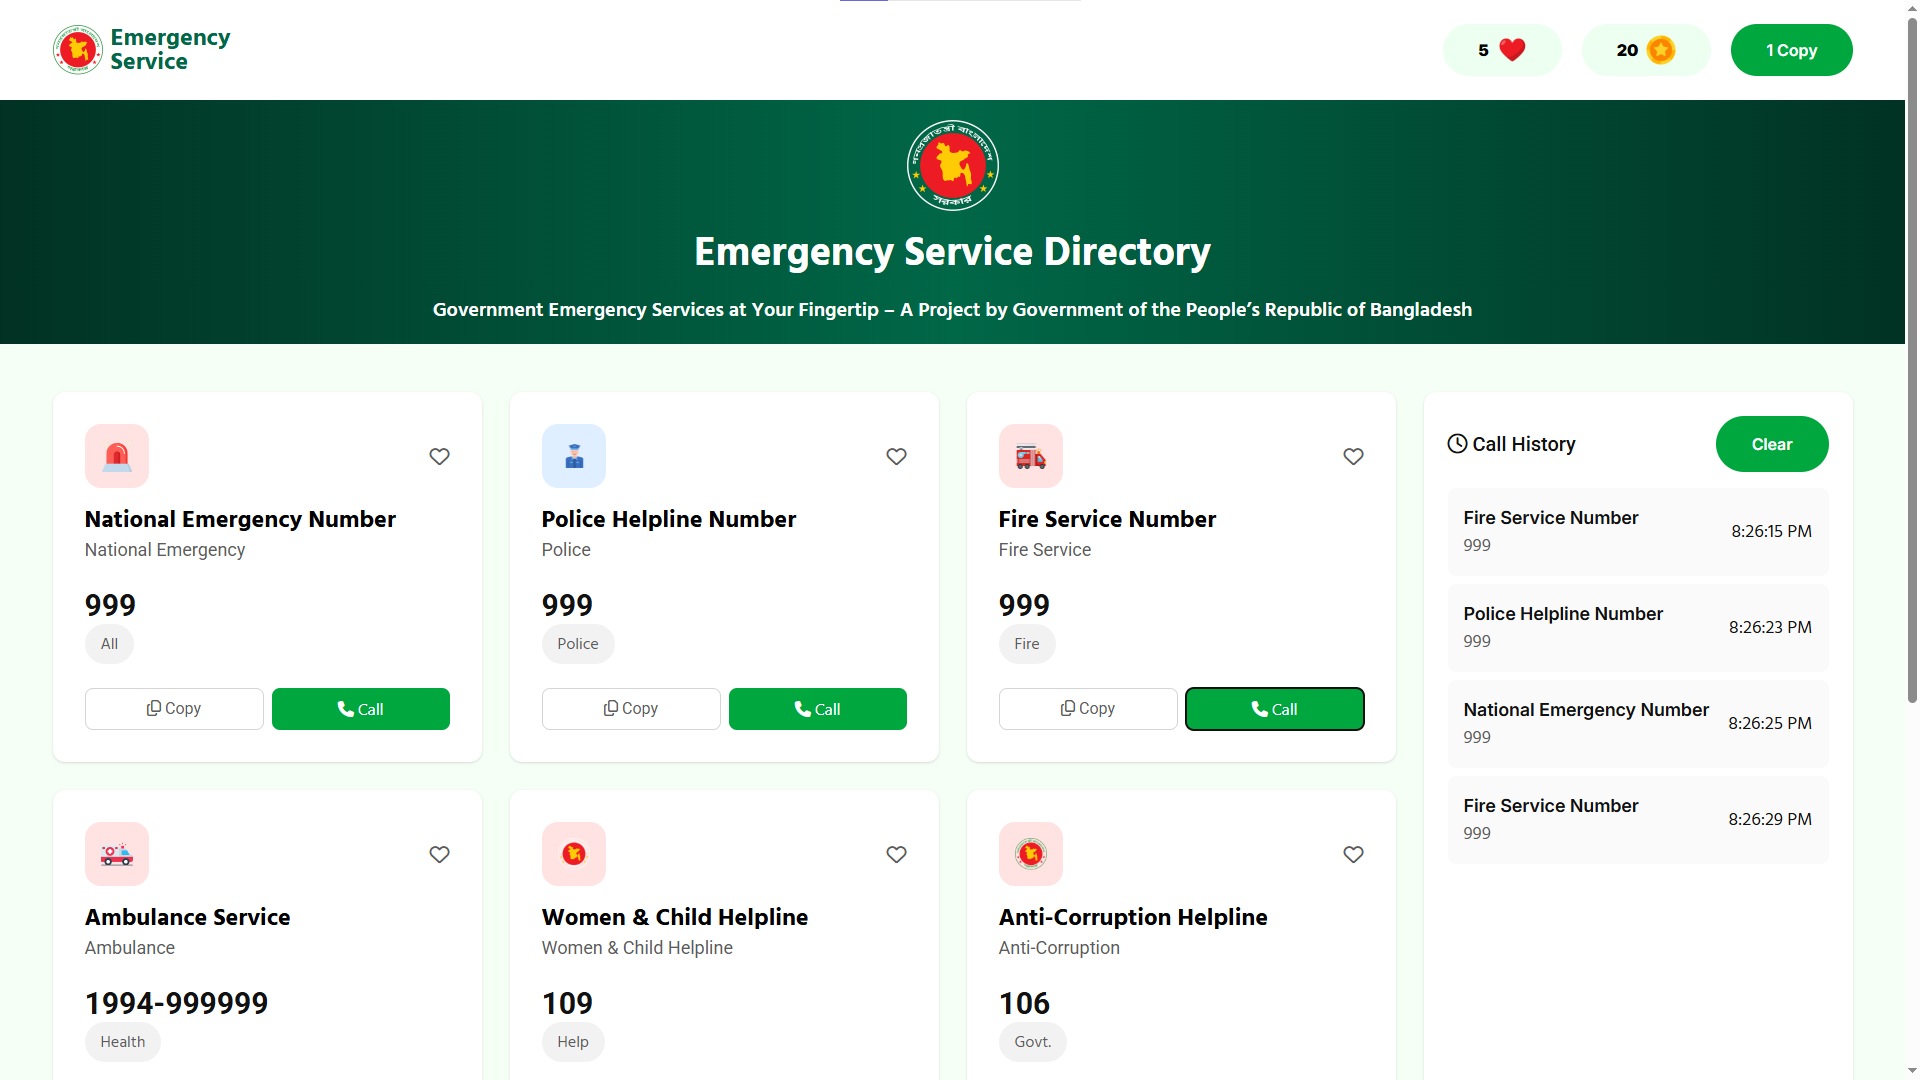 Emergency
Service
5
20
1 Copy
গণপ্রজাতন্ত্রী বাংলাদেশ
সরকার
Emergency Service Directory
Government Emergency Services at Your Fingertip – A Project by Government of the People’s Republic of Bangladesh
National Emergency Number
National Emergency
999
All
Copy
Call
Police Helpline Number
Police
999
Police
Copy
Call
Fire Service Number
Fire Service
999
Fire
Copy
Call
Ambulance Service
Ambulance
1994-999999
Health
Women & Child Helpline
Women & Child Helpline
109
Help
Anti-Corruption Helpline
Anti-Corruption
106
Govt.
Call History
Clear
Fire Service Number
999
8:26:15 PM
Police Helpline Number
999
8:26:23 PM
National Emergency Number
999
8:26:25 PM
Fire Service Number
999
8:26:29 PM